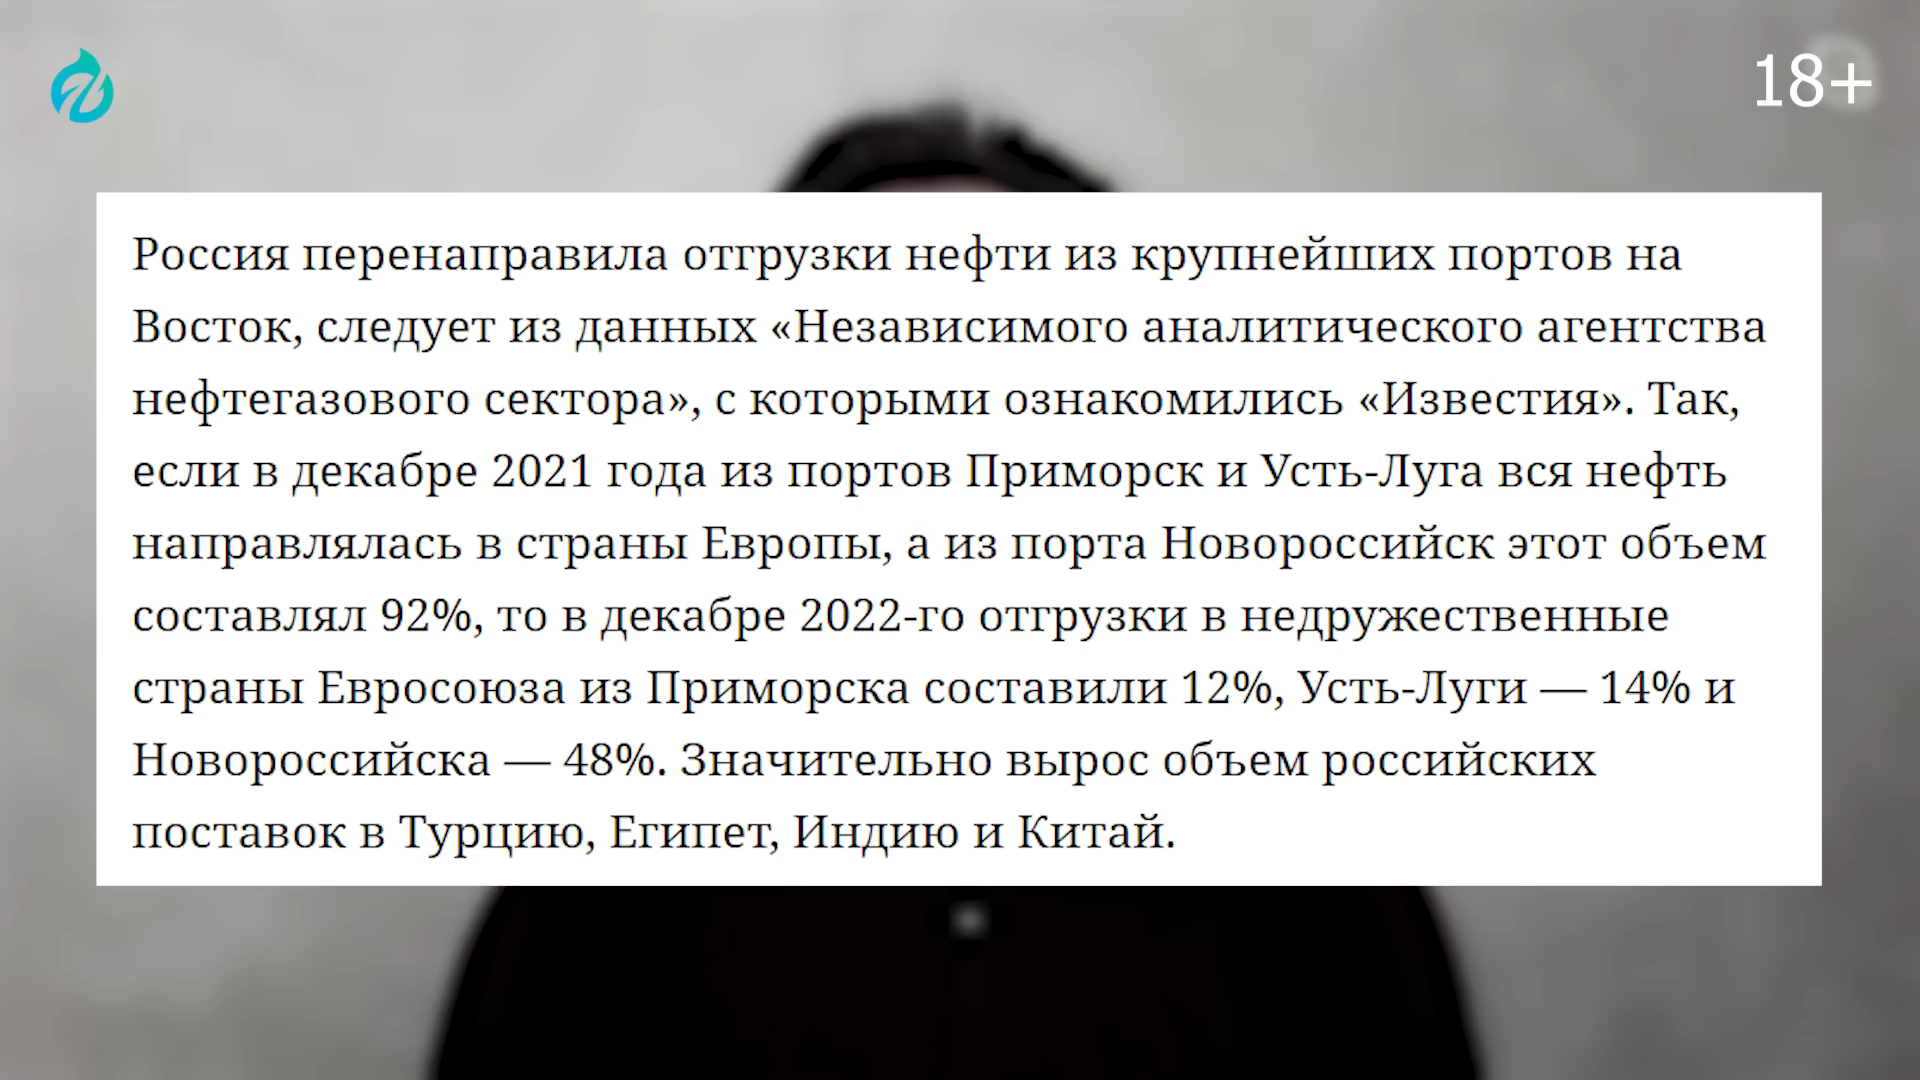 18+
Россия перенаправила отгрузки нефти из крупнейших портов на
Восток, следует из данных «Независимого аналитического агентства
нефтегазового сектора», с которыми ознакомились «Известия». Так,
если в декабре 2021 года из портов Приморск и Усть-Луга вся нефть
направлялась в страны Европы, а из порта Новороссийск этот объем
составлял 92%, то в декабре 2022-го отгрузки в недружественные
страны Евросоюза из Приморска составили 12%, Усть-Луги — 14% и
Новороссийска — 48%. Значительно вырос объем российских
поставок в Турцию, Египет, Индию и Китай.